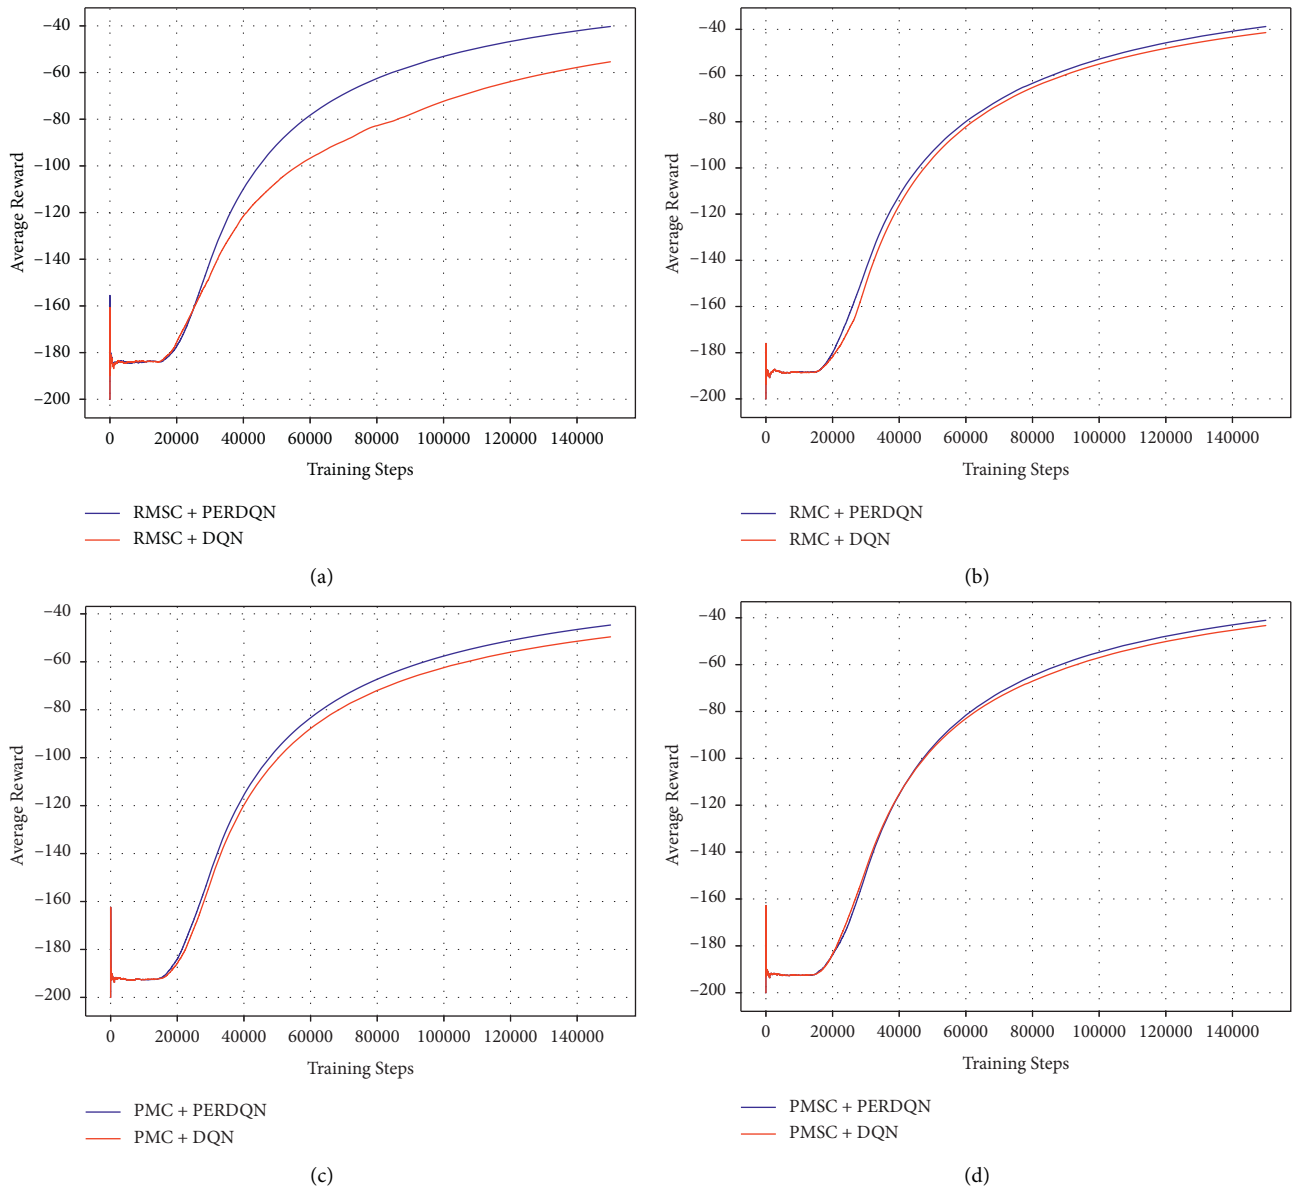 −40
−60
−80
−100
−120
−140
−160
−180
−200
Average Reward
0 20000 40000 60000 80000 100000 120000 140000
Training Steps
RMSC + PERDQN
RMSC + DQN
(a)
−40
−60
−80
−100
−120
−140
−160
−180
−200
Average Reward
0 20000 40000 60000 80000 100000 120000 140000
Training Steps
RMC + PERDQN
RMC + DQN
(b)
−40
−60
−80
−100
−120
−140
−160
−180
−200
Average Reward
0 20000 40000 60000 80000 100000 120000 140000
Training Steps
PMC + PERDQN
PMC + DQN
(c)
−40
−60
−80
−100
−120
−140
−160
−180
−200
Average Reward
0 20000 40000 60000 80000 100000 120000 140000
Training Steps
PMSC + PERDQN
PMSC + DQN
(d)